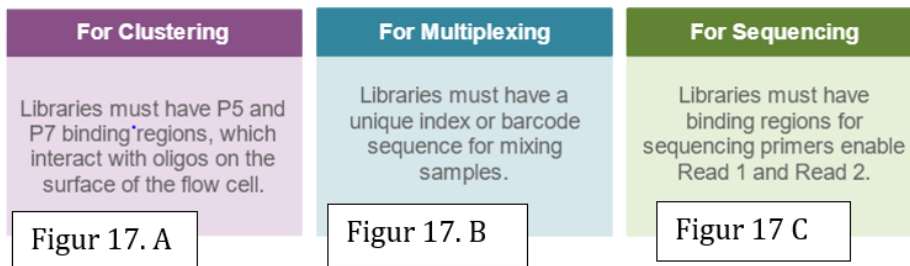 For Clustering
Libraries must have P5 and
P7 binding regions, which
interact with oligos on the
surface of the flow cell.
Figur 17. A
For Multiplexing
Libraries must have a
unique index or barcode
sequence for mixing
samples.
Figur 17. B
For Sequencing
Libraries must have
binding regions for
sequencing primers enable
Read 1 and Read 2.
Figur 17 C